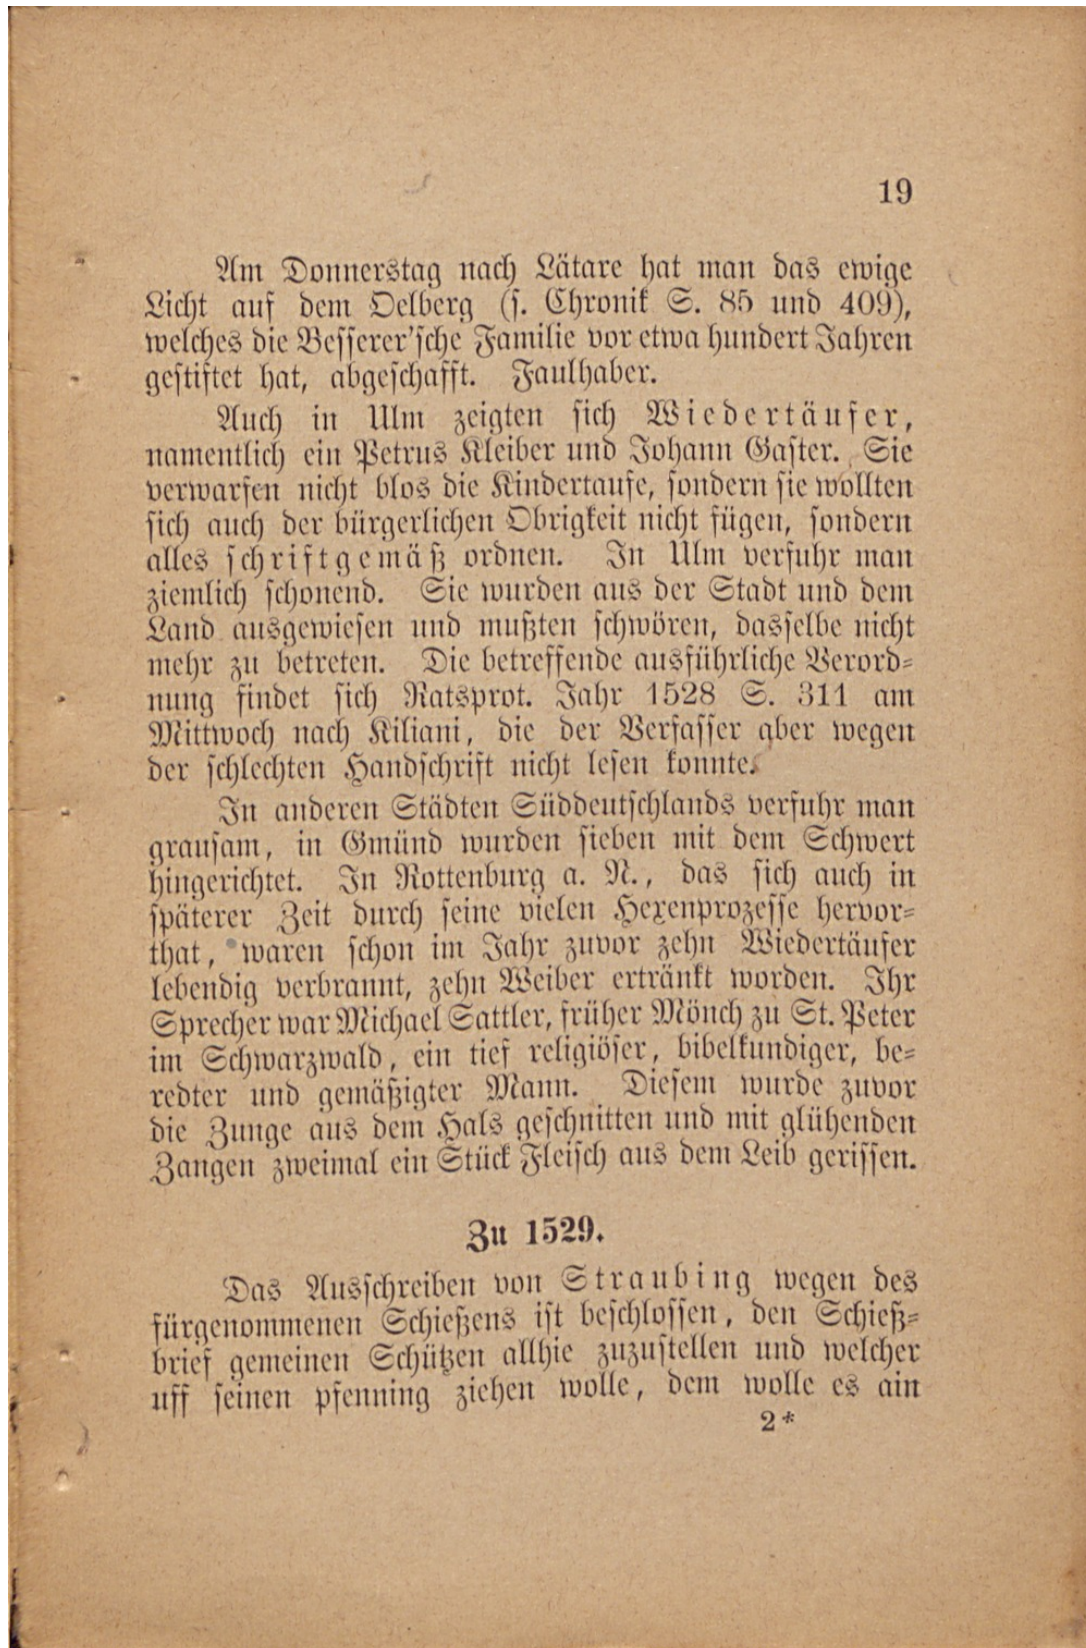 19
Am Donnerstag nach Lätare hat man das ewige
Licht auf dem Oelberg (s. Chronik S. 85 und 409),
welches die Besserer'sche Familie vor etwa hundert Jahren
gestiftet hat, abgeschafft. Faulhaber.
Auch in Ulm zeigten sich Wiedertäufer,
namentlich ein Petrus Kleiber und Johann Gaster. Sie
verwarfen nicht blos die Kindertaufe, sondern sie wollten
sich auch der bürgerlichen Obrigkeit nicht fügen, sondern
alles schriftgemäß ordnen. In Ulm verfuhr man
ziemlich schonend. Sie wurden aus der Stadt und dem
Land ausgewiesen und mußten schwören, dasselbe nicht
mehr zu betreten. Die betreffende ausführliche Verord-
nung findet sich Ratsprot. Jahr 1528 S. 311 am
Mittwoch nach Kiliani, die der Verfasser aber wegen
der schlechten Handschrift nicht lesen konnte.
In anderen Städten Süddeutschlands verfuhr man
grausam, in Gmünd wurden sieben mit dem Schwert
hingerichtet. In Rottenburg a. N., das sich auch in
späterer Zeit durch seine vielen Hexenprozesse hervor-
that, waren schon im Jahr zuvor zehn Wiedertäufer
lebendig verbrannt, zehn Weiber ertränkt worden. Ihr
Sprecher war Michael Sattler, früher Mönch zu St. Peter
im Schwarzwald, ein tief religiöser, bibelkundiger, be-
redter und gemäßigter Mann. Diesem wurde zuvor
die Zunge aus dem Hals geschnitten und mit glühenden
Zangen zweimal ein Stück Fleisch aus dem Leib gerissen.
Zu 1529.
Das Ausschreiben von Straubing wegen des
fürgenommenen Schießens ist beschlossen, den Schieß-
brief gemeinen Schützen allhie zuzustellen und welcher
uff seinen pfenning ziehen wolle, dem wolle es ain
2*